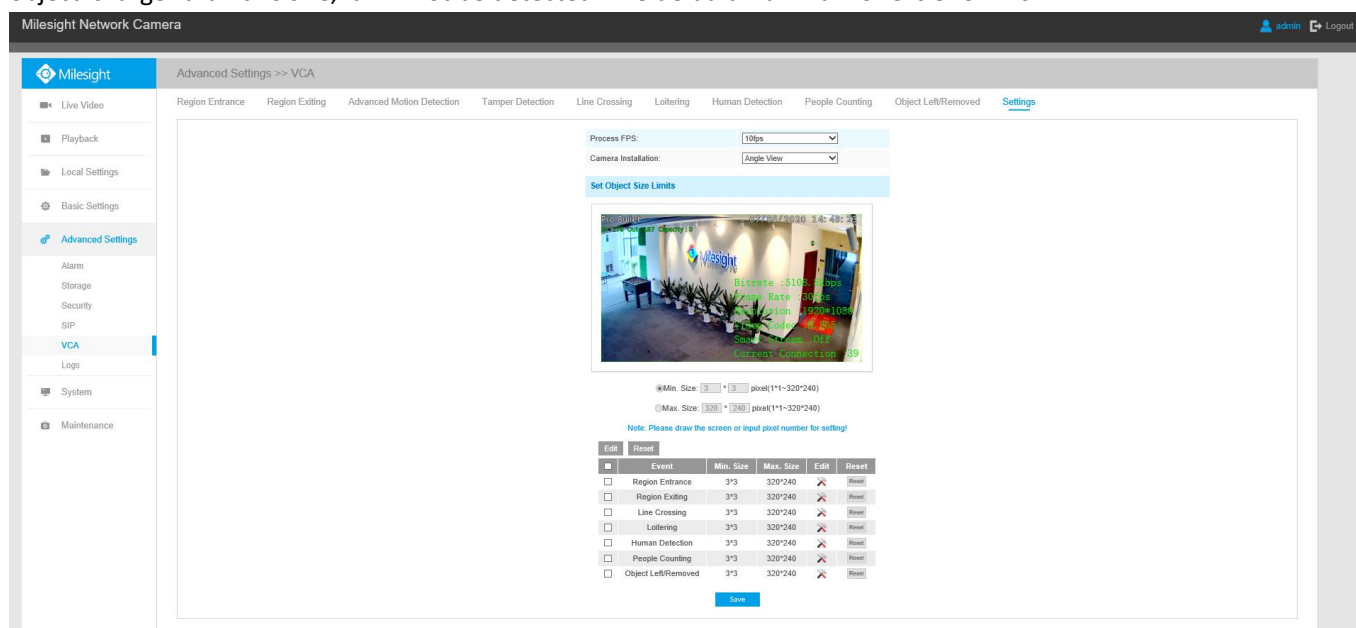 Milesight Network Camera
admin Logout
Milesight
Advanced Settings >> VCA
Live Video
Playback
Local Settings
Basic Settings
Advanced Settings
Alarm
Storage
Security
SIP
VCA
Logs
System
Maintenance
Region Entrance Region Exiting Advanced Motion Detection Tamper Detection Line Crossing Loitering Human Detection People Counting Object Left/Removed Settings
Process FPS: 10fps
Camera Installation: Angle View
Set Object Size Limits
Pro Bullet
Capacity:0
Milesight
Bitrate
Frame Rate
1920*1080
Current Connection :39
Min. Size: 3 * 3 pixel(1*1~320*240)
Max. Size: 320 * 240 pixel(1*1~320*240)
Note: Please draw the screen or input pixel number for setting!
Edit Reset
Event Min. Size Max. Size Edit Reset
Region Entrance 3*3 320*240 Reset
Region Exiting 3*3 320*240 Reset
Line Crossing 3*3 320*240 Reset
Loitering 3*3 320*240 Reset
Human Detection 3*3 320*240 Reset
People Counting 3*3 320*240 Reset
Object Left/Removed 3*3 320*240 Reset
Save